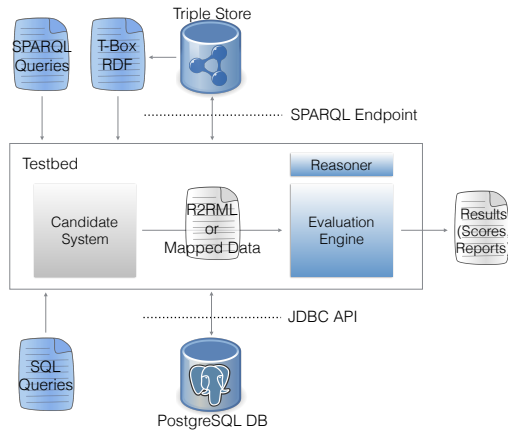 Triple Store
SPARQL
Queries
T-Box
RDF
SPARQL Endpoint
Testbed
Reasoner
Candidate
System
R2RML
or
Mapped Data
Evaluation
Engine
Results
(Scores,
Reports)
JDBC API
SQL
Queries
PostgreSQL DB